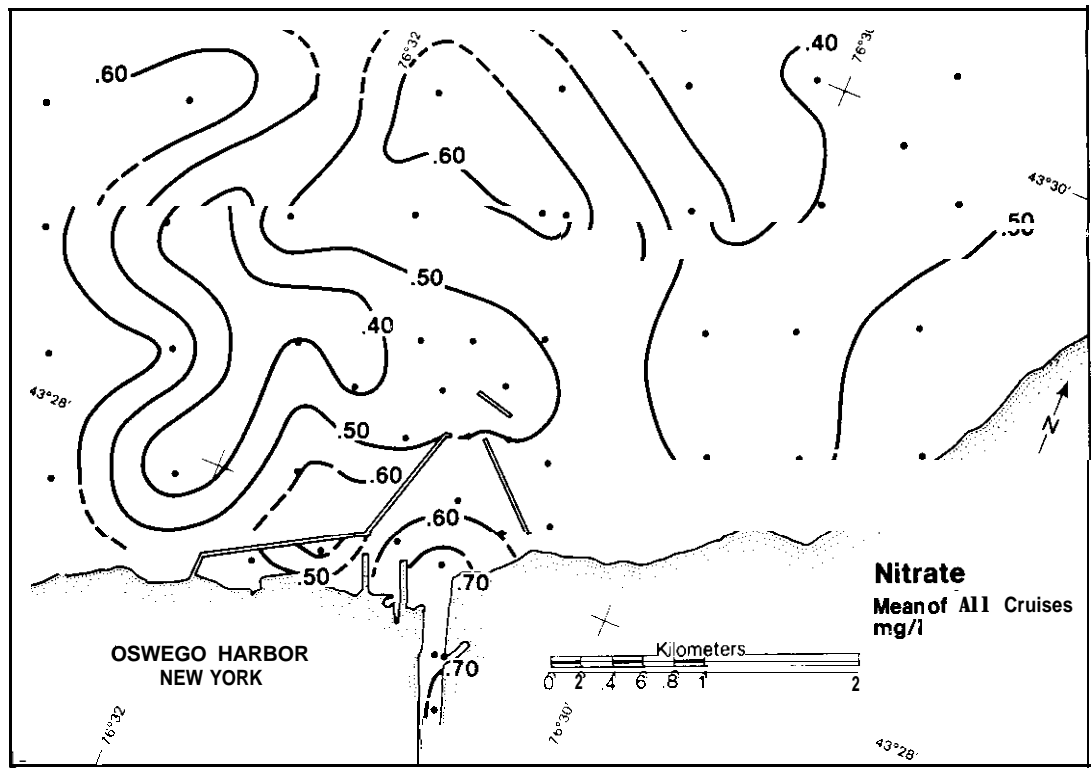 76°32
.40
76°30
.60
.60
43°30'
.50
.50
.40
43°28'
.50
.60
N
.60
.50
.70
Nitrate
Mean of All Cruises
mg/l
Kilometers
0 .2 .4 .6 .8 1 2
OSWEGO HARBOR
NEW YORK
.70
76°32
76°30'
43°28'